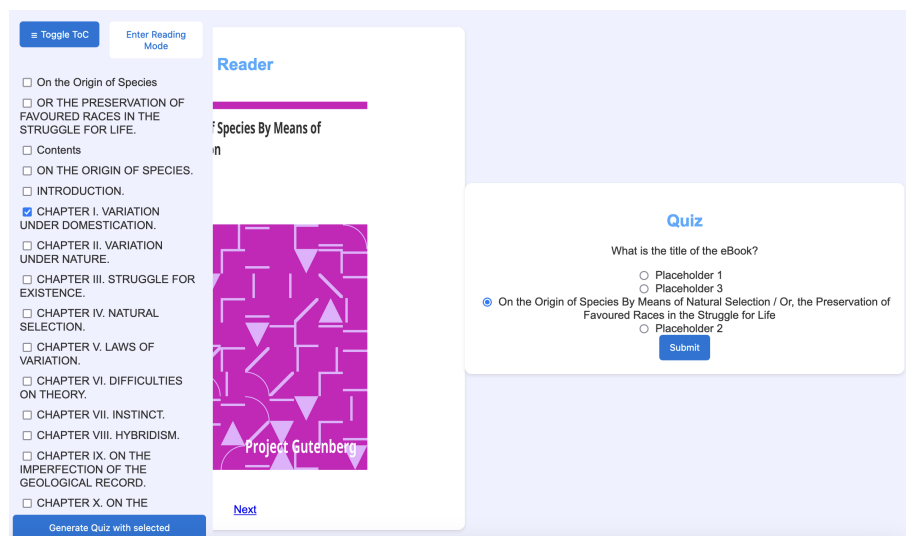 ≡ Toggle ToC
Enter Reading
Mode
On the Origin of Species
OR THE PRESERVATION OF
FAVOURED RACES IN THE
STRUGGLE FOR LIFE.
Contents
ON THE ORIGIN OF SPECIES.
INTRODUCTION.
CHAPTER I. VARIATION
UNDER DOMESTICATION.
CHAPTER II. VARIATION
UNDER NATURE.
CHAPTER III. STRUGGLE FOR
EXISTENCE.
CHAPTER IV. NATURAL
SELECTION.
CHAPTER V. LAWS OF
VARIATION.
CHAPTER VI. DIFFICULTIES
ON THEORY.
CHAPTER VII. INSTINCT.
CHAPTER VIII. HYBRIDISM.
CHAPTER IX. ON THE
IMPERFECTION OF THE
GEOLOGICAL RECORD.
CHAPTER X. ON THE
Generate Quiz with selected
Reader
f Species By Means of
n
Project Gutenberg
Next
Quiz
What is the title of the eBook?
Placeholder 1
Placeholder 3
On the Origin of Species By Means of Natural Selection / Or, the Preservation of
Favoured Races in the Struggle for Life
Placeholder 2
Submit